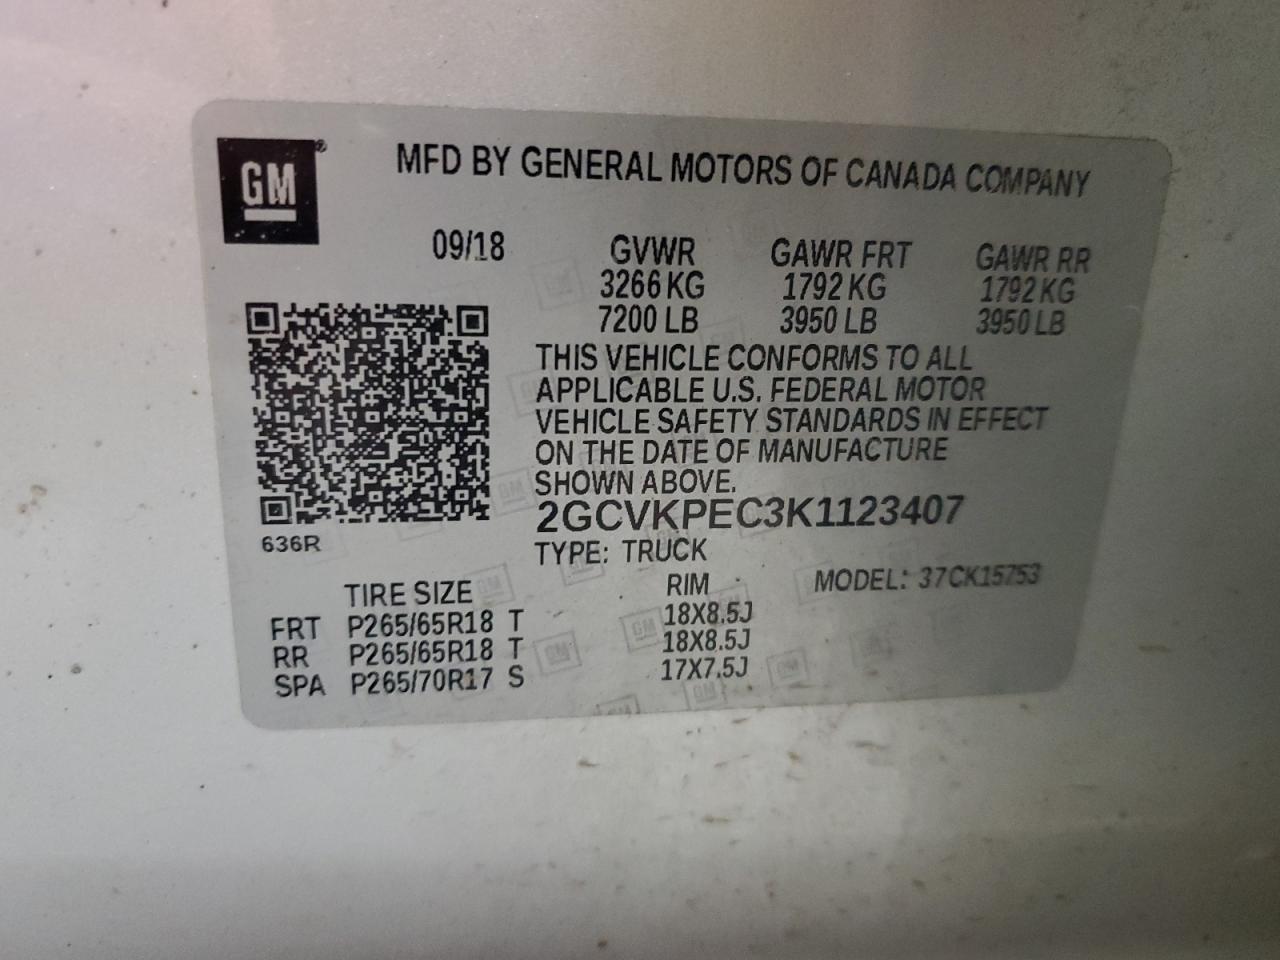 GM®
MFD BY GENERAL MOTORS OF CANADA COMPANY
09/18 GVWR GAWR FRT GAWR RR
3266 KG 1792 KG 1792 KG
7200 LB 3950 LB 3950 LB
THIS VEHICLE CONFORMS TO ALL
APPLICABLE U.S. FEDERAL MOTOR
VEHICLE SAFETY STANDARDS IN EFFECT
ON THE DATE OF MANUFACTURE
SHOWN ABOVE.
2GCVKPEC3K1123407
636R
TYPE: TRUCK
TIRE SIZE RIM MODEL: 37CK15753
FRT P265/65R18 T 18X8.5J
RR P265/65R18 T 18X8.5J
SPA P265/70R17 S 17X7.5J